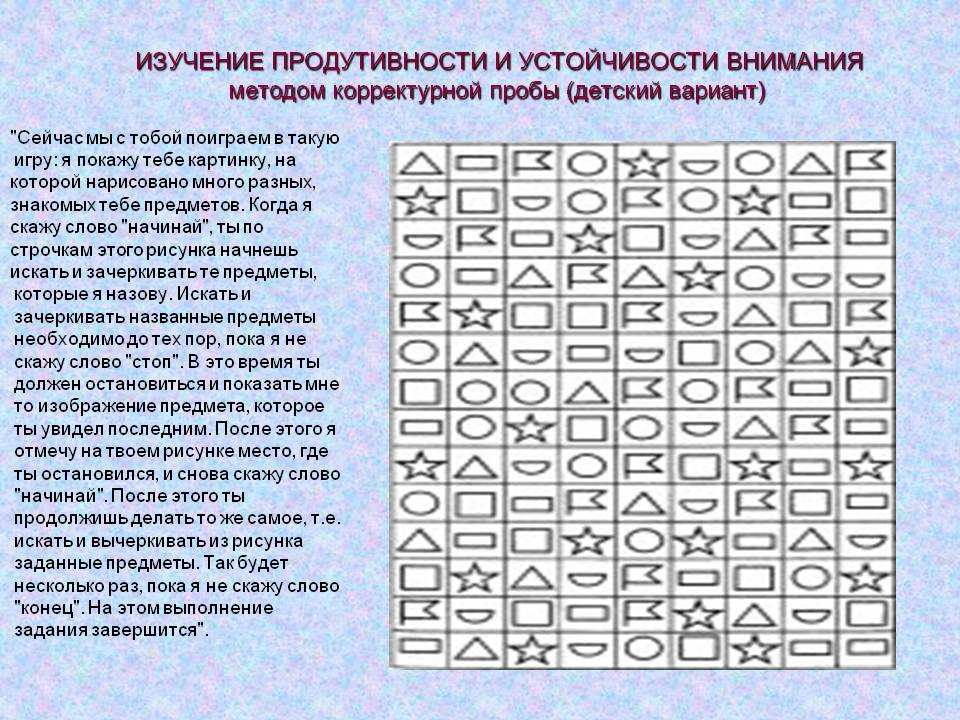 ИЗУЧЕНИЕ ПРОДУТИВНОСТИ И УСТОЙЧИВОСТИ ВНИМАНИЯ
методом корректурной пробы (детский вариант)
"Сейчас мы с тобой поиграем в такую
игру: я покажу тебе картинку, на
которой нарисовано много разных,
знакомых тебе предметов. Когда я
скажу слово "начинай", ты по
строчкам этого рисунка начнешь
искать и зачеркивать те предметы,
которые я назову. Искать и
зачеркивать названные предметы
необходимо до тех пор, пока я не
скажу слово "стоп". В это время ты
должен остановиться и показать мне
то изображение предмета, которое
ты увидел последним. После этого я
отмечу на твоем рисунке место, где
ты остановился, и снова скажу слово
"начинай". После этого ты
продолжишь делать то же самое, т.е.
искать и вычеркивать из рисунка
заданные предметы. Так будет
несколько раз, пока я не скажу слово
"конец". На этом выполнение
задания завершится".